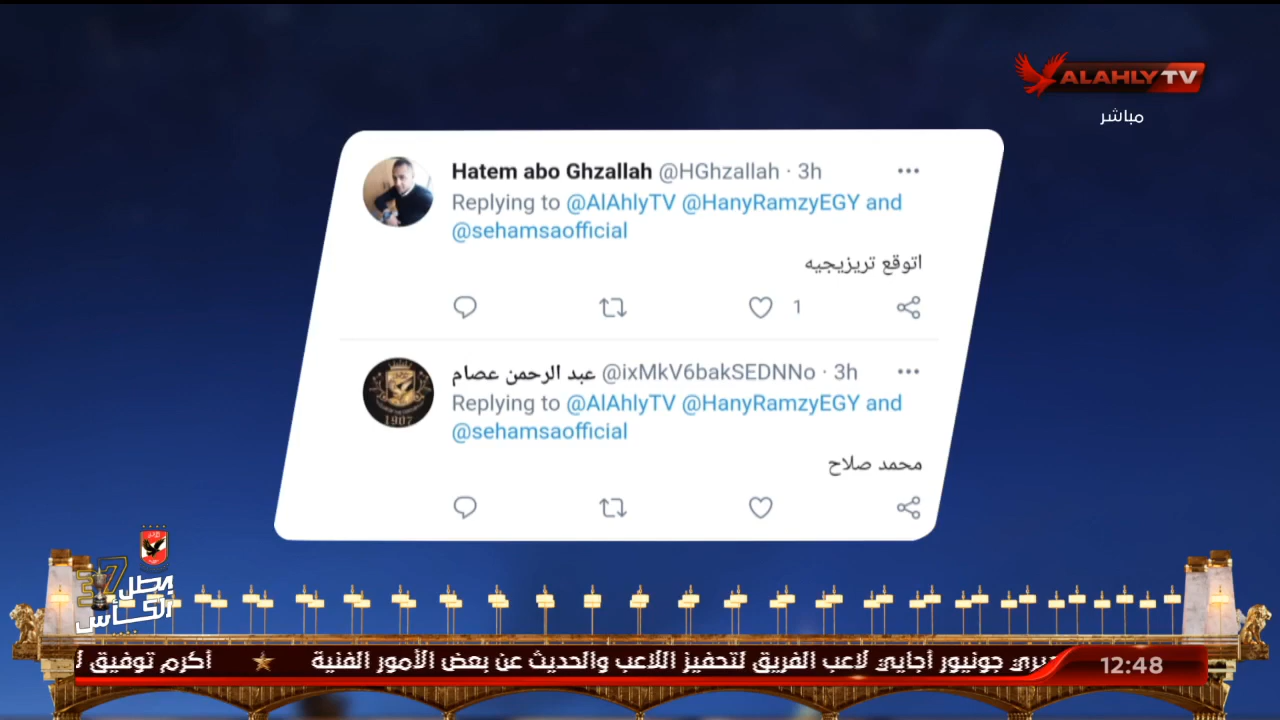 ALAHLY TV
مباشر
Hatem abo Ghzallah @HGhzallah · 3h
Replying to @AlAhlyTV @HanyRamzyEGY and
@sehamsaofficial
اتوقع تريزيجيه
1
عبد الرحمن عصام @ixMkV6bakSEDNNo · 3h
Replying to @AlAhlyTV @HanyRamzyEGY and
@sehamsaofficial
محمد صلاح
1907
37 بطل
الكأس
جونيور أجايي لاعب الفريق لتحفيز اللاعب والحديث عن بعض الأمور الفنية
أكرم توفيق
12:48